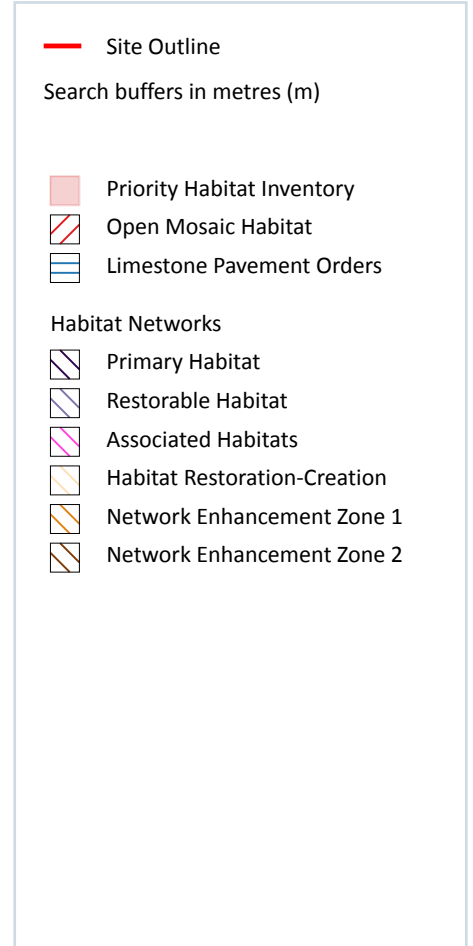 Site Outline
Search buffers in metres (m)
Priority Habitat Inventory
Open Mosaic Habitat
Limestone Pavement Orders
Habitat Networks
Primary Habitat
Restorable Habitat
Associated Habitats
Habitat Restoration-Creation
Network Enhancement Zone 1
Network Enhancement Zone 2